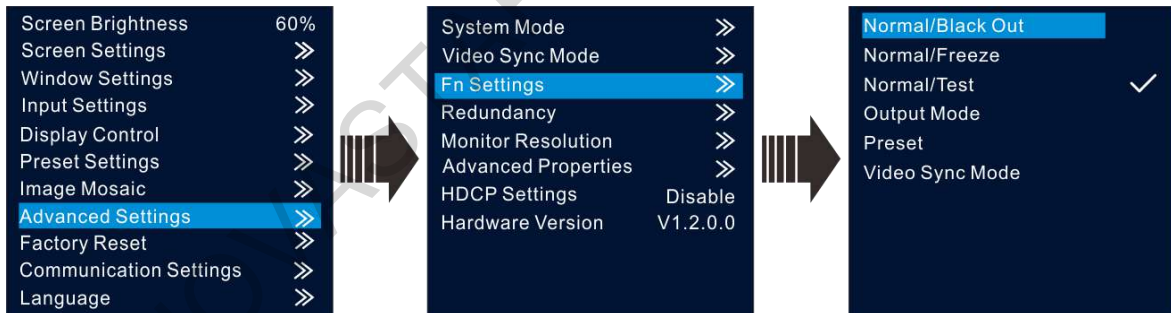 Screen Brightness 60%
Screen Settings
Window Settings
Input Settings
Display Control
Preset Settings
Image Mosaic
Advanced Settings
Factory Reset
Communication Settings
Language
System Mode
Video Sync Mode
Fn Settings
Redundancy
Monitor Resolution
Advanced Properties
HDCP Settings Disable
Hardware Version V1.2.0.0
Normal/Black Out
Normal/Freeze
Normal/Test
Output Mode
Preset
Video Sync Mode